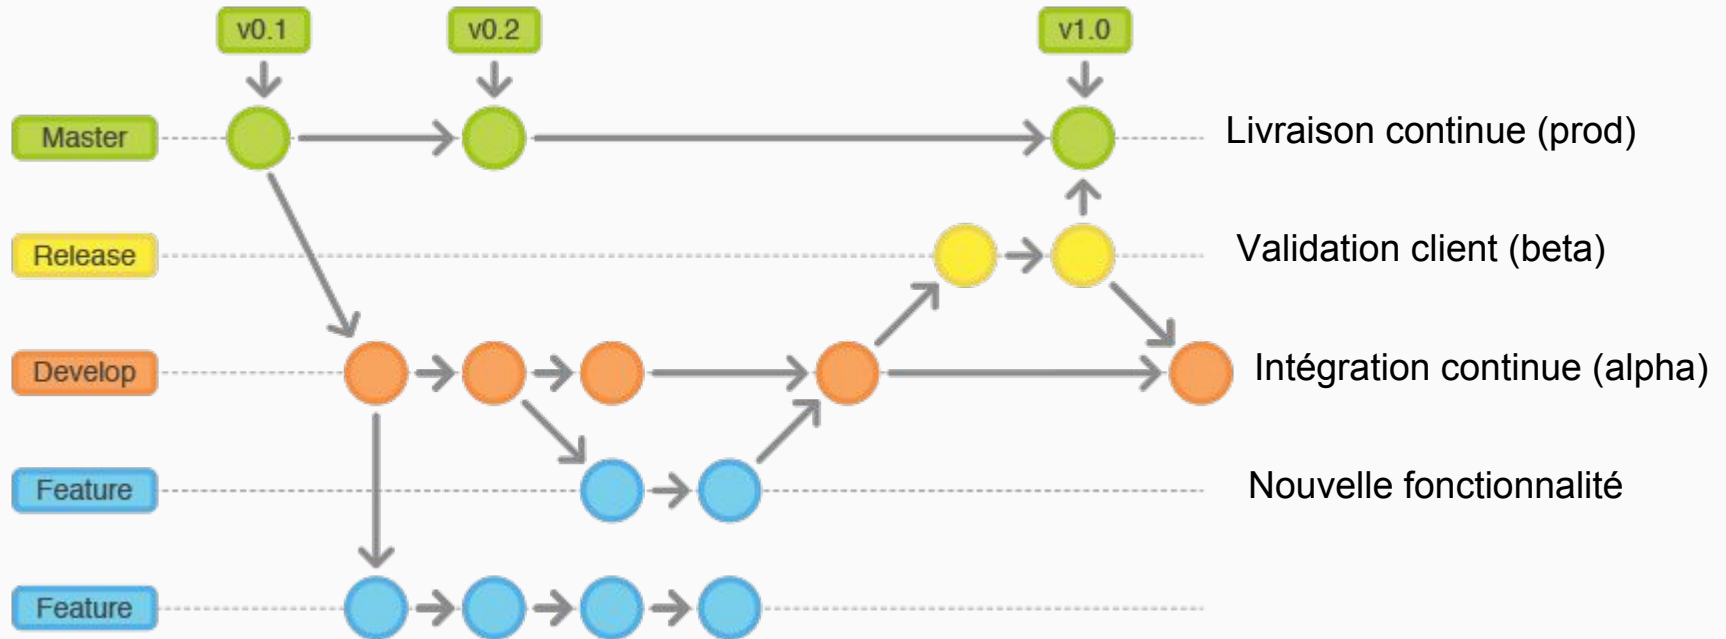 v0.1
v0.2
v1.0
Master
Livraison continue (prod)
Release
Validation client (beta)
Develop
Intégration continue (alpha)
Feature
Nouvelle fonctionnalité
Feature